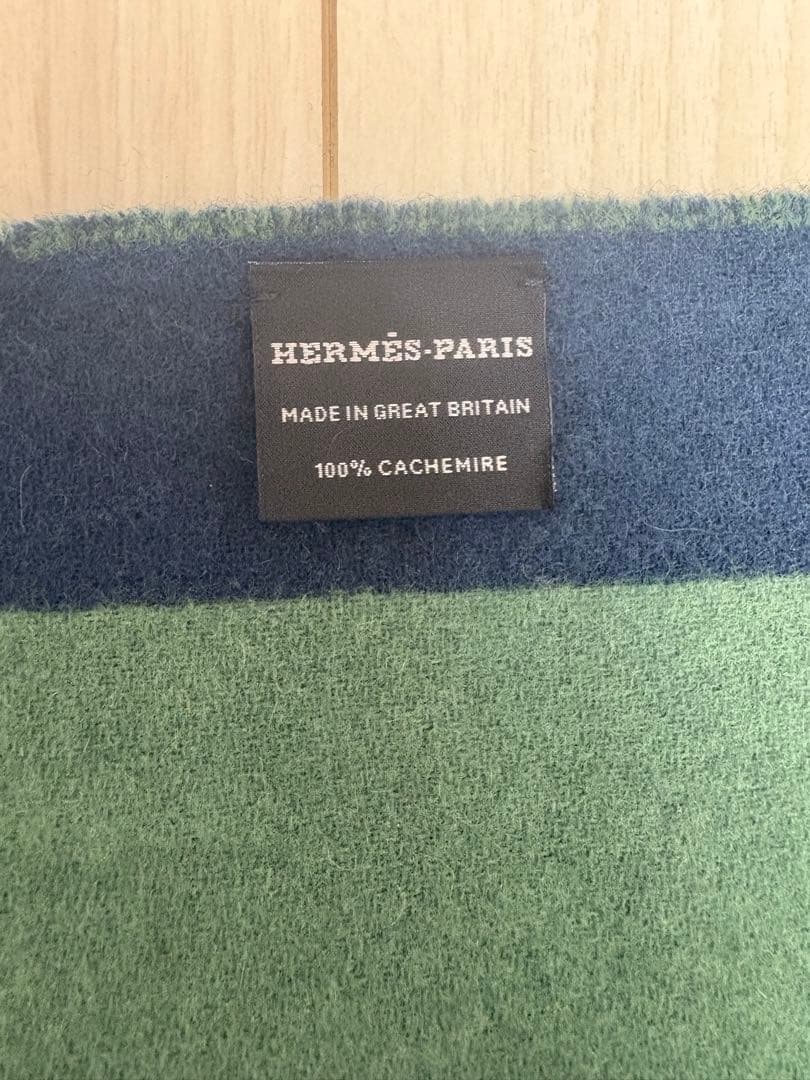 HERMÈS-PARIS
MADE IN GREAT BRITAIN
100% CACHEMIRE